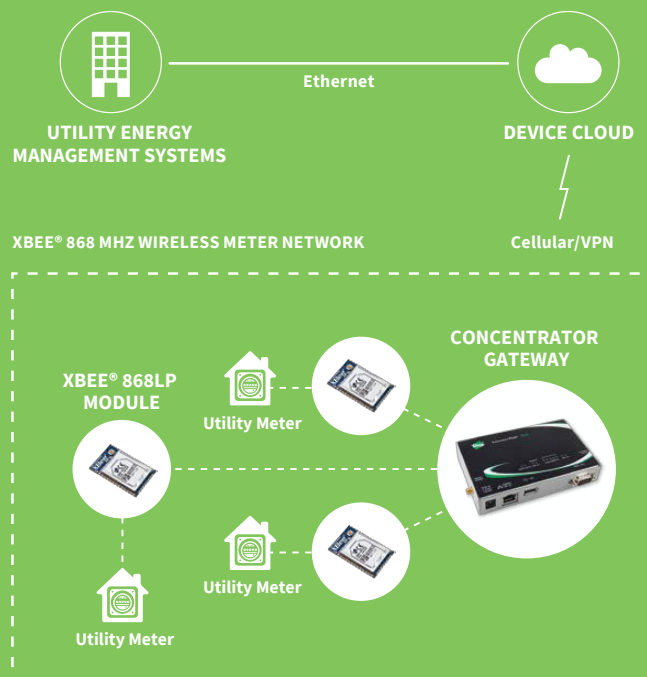 Ethernet
UTILITY ENERGY
MANAGEMENT SYSTEMS
DEVICE CLOUD
XBEE® 868 MHZ WIRELESS METER NETWORK
Cellular/VPN
CONCENTRATOR
GATEWAY
XBEE® 868LP
MODULE
Utility Meter
Utility Meter
Utility Meter